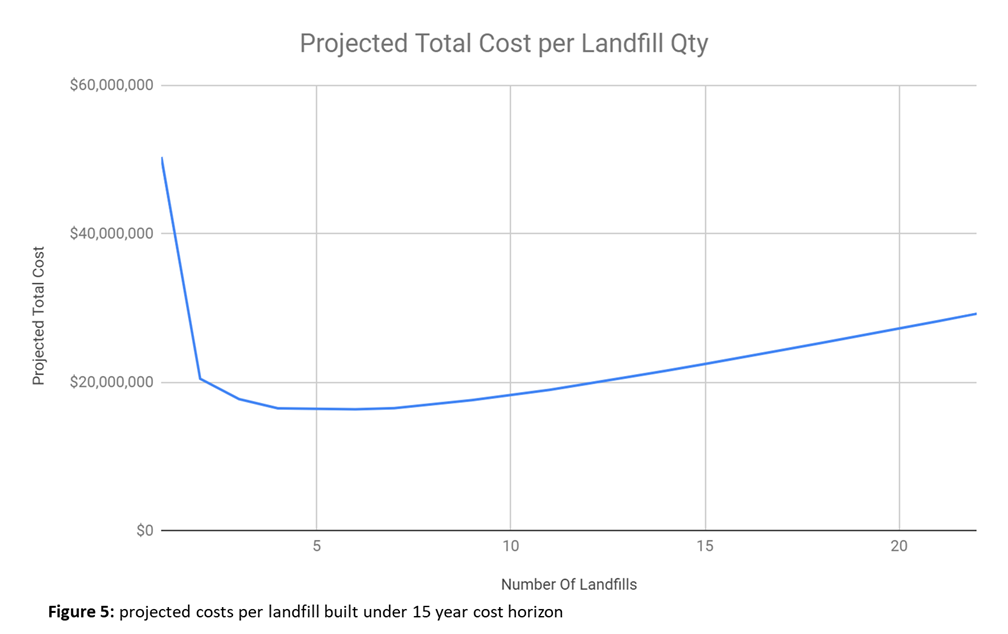 Projected Total Cost per Landfill Qty
$60,000,000
$40,000,000
$20,000,000
$0
Projected Total Cost
5 10 15 20
Number Of Landfills
Figure 5: projected costs per landfill built under 15 year cost horizon